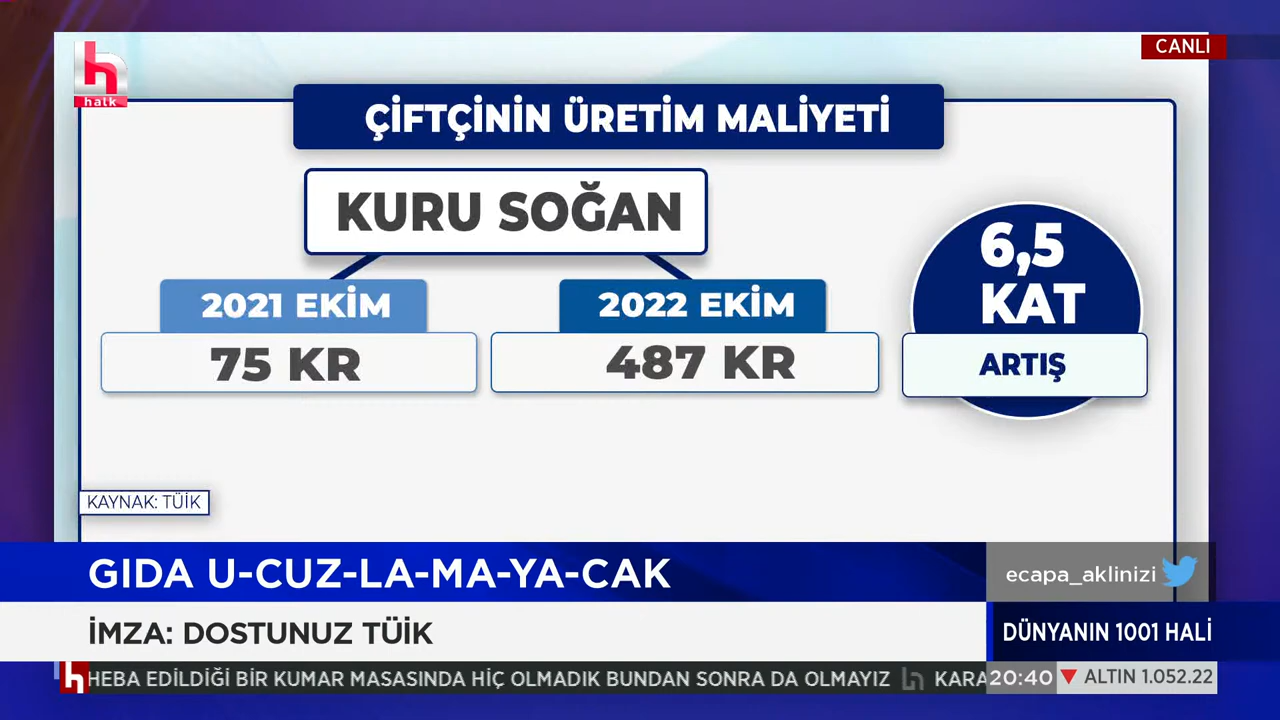 h
halk
CANLI
ÇİFTÇİNİN ÜRETİM MALİYETİ
KURU SOĞAN
2021 EKİM
75 KR
2022 EKİM
487 KR
6,5
KAT
ARTIŞ
KAYNAK: TÜİK
GIDA U-CUZ-LA-MA-YA-CAK
ecapa_aklinizi
İMZA: DOSTUNUZ TÜİK
DÜNYANIN 1001 HALİ
h HEBA EDİLDİĞİ BİR KUMAR MASASINDA HİÇ OLMADIK BUNDAN SONRA DA OLMAYIZ h KARA
20:40 ALTIN 1.052.22